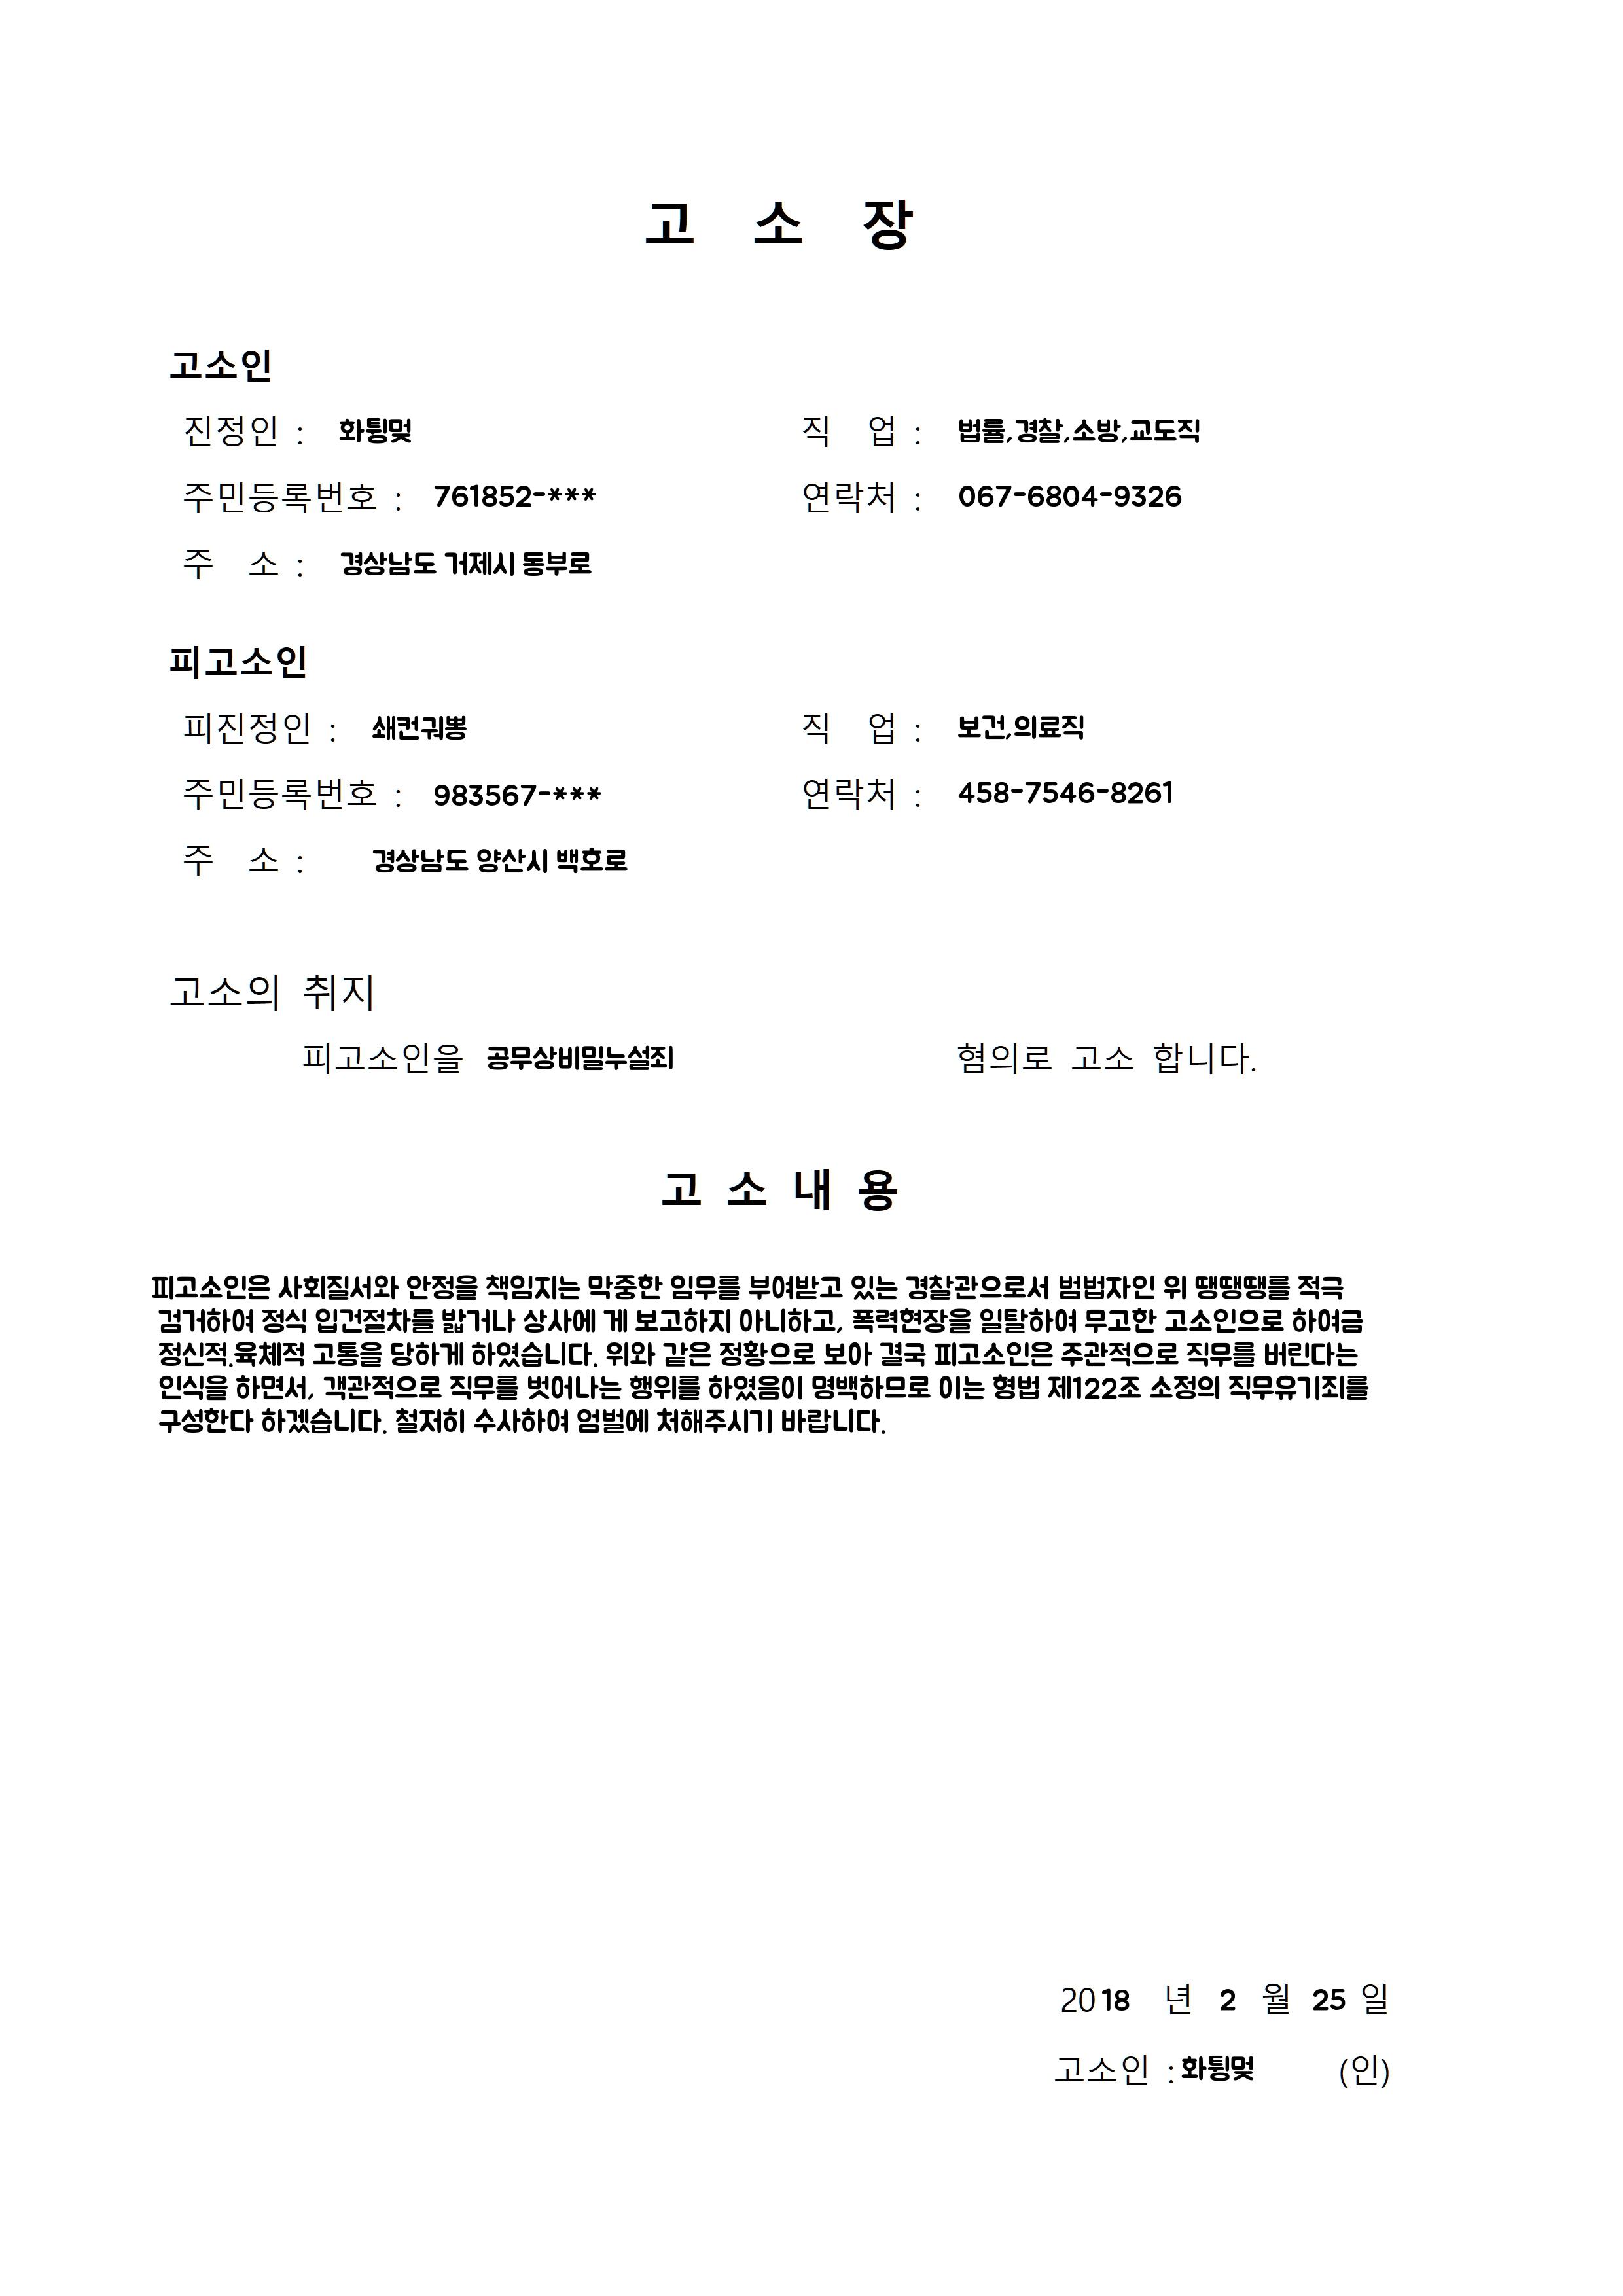 고 소 장
고소인
진정인 : 화튕멎 직 업 : 법률,경찰,소방,교도직
주민등록번호 : 761852-*** 연락처 : 067-6804-9326
주 소 : 경상남도 거제시 동부로
피고소인
피진정인 : 쇄컨궈뽕 직 업 : 보건,의료직
주민등록번호 : 983567-*** 연락처 : 458-7546-8261
주 소 : 경상남도 양산시 백호로
고소의 취지
피고소인을 공무상비밀누설죄 혐의로 고소 합니다.
고 소 내 용
피고소인은 사회질서와 안정을 책임지는 막중한 임무를 부여받고 있는 경찰관으로서 범법자인 위 땡땡땡를 적극
검거하여 정식 입건절차를 밟거나 상사에 게 보고하지 아니하고, 폭력현장을 일탈하여 무고한 고소인으로 하여금
정신적.육체적 고통을 당하게 하였습니다. 위와 같은 정황으로 보아 결국 피고소인은 주관적으로 직무를 버린다는
인식을 하면서, 객관적으로 직무를 벗어나는 행위를 하였음이 명백하므로 이는 형법 제122조 소정의 직무유기죄를
구성한다 하겠습니다. 철저히 수사하여 엄벌에 처해주시기 바랍니다.
2018 년 2 월 25 일
고소인 : 화튕멎 (인)